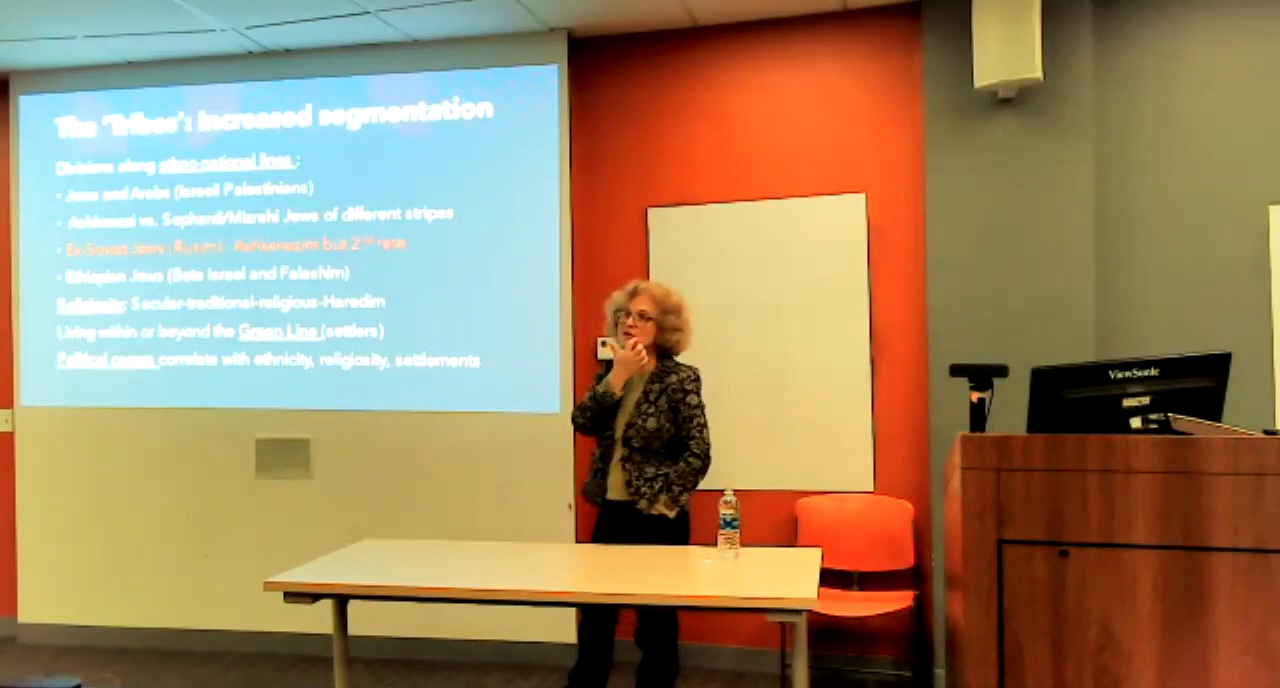 The 'Tribes': Increased segmentation
Divisions along ethno-national lines :
• Jews and Arabs (Israeli Palestinians)
• Ashkenazi vs. Sephardi/Mizrahi Jews of different stripes
• Ex-Soviet Jews (Rusim): Ashkenazim but 2nd rate
• Ethiopian Jews (Beta Israel and Falashim)
Religiosity: Secular-traditional-religious-Haredim
Living within or beyond the Green Line (settlers)
Political camps correlate with ethnicity, religiosity, settlements
ViewSonic